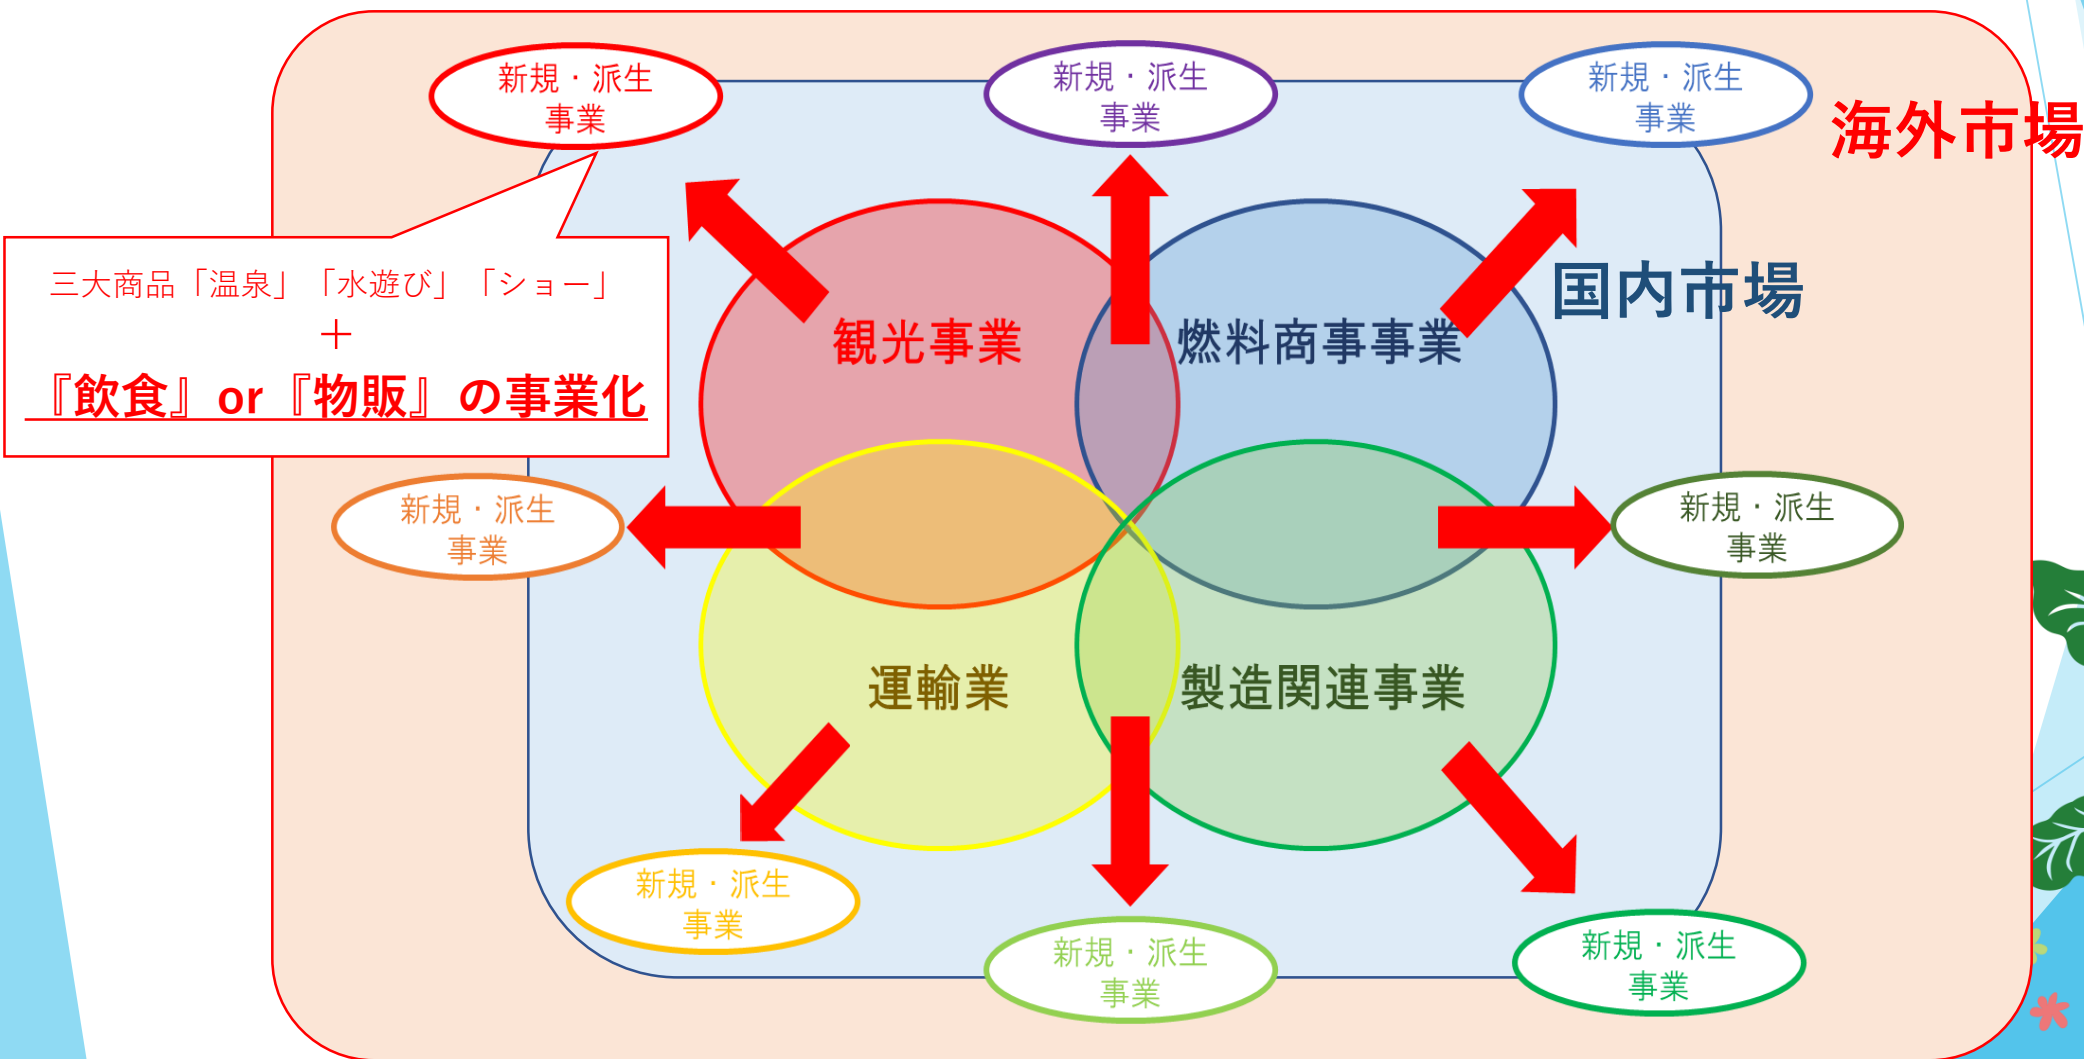 新規・派生
事業
新規・派生
事業
新規・派生
事業
海外市場
国内市場
三大商品「温泉」「水遊び」「ショー」
＋
『飲食』or『物販』の事業化
観光事業
燃料商事事業
新規・派生
事業
新規・派生
事業
運輸業
製造関連事業
新規・派生
事業
新規・派生
事業
新規・派生
事業